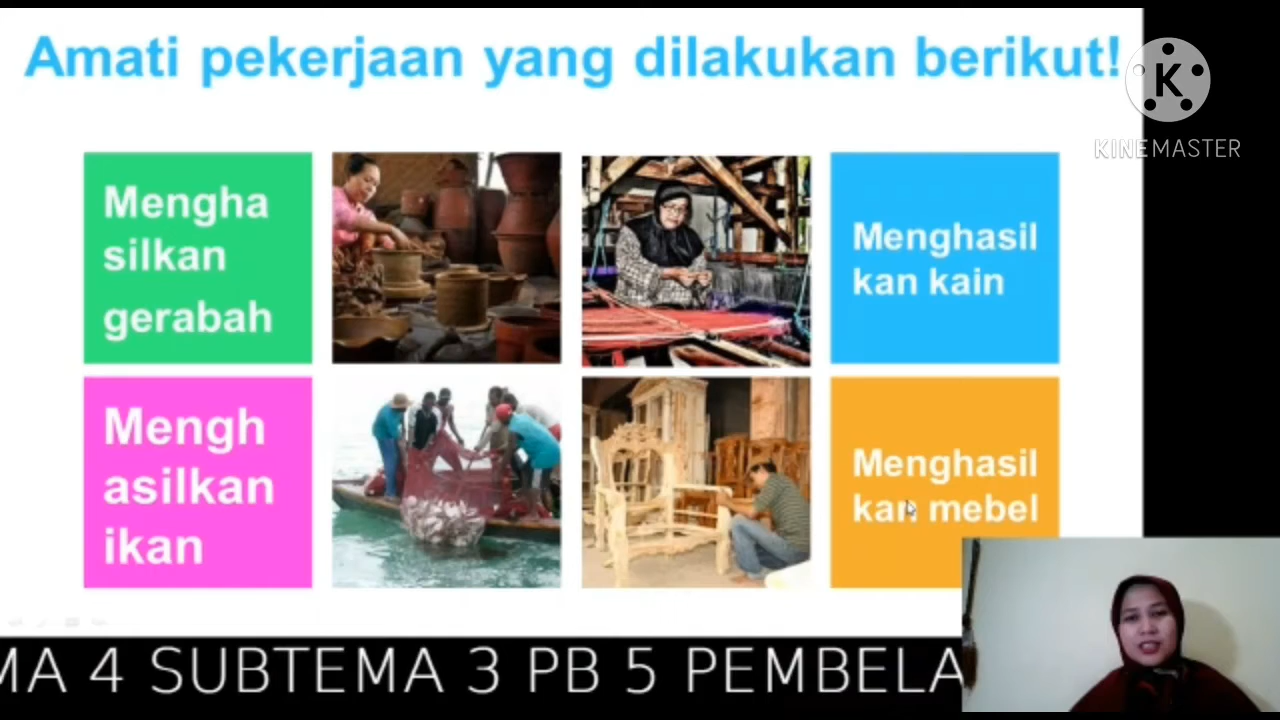 Amati pekerjaan yang dilakukan berikut!
K
KINEMASTER
Mengha
silkan
gerabah
Menghasil
kan kain
Mengh
asilkan
ikan
Menghasil
kan mebel
MA 4 SUBTEMA 3 PB 5 PEMBELA